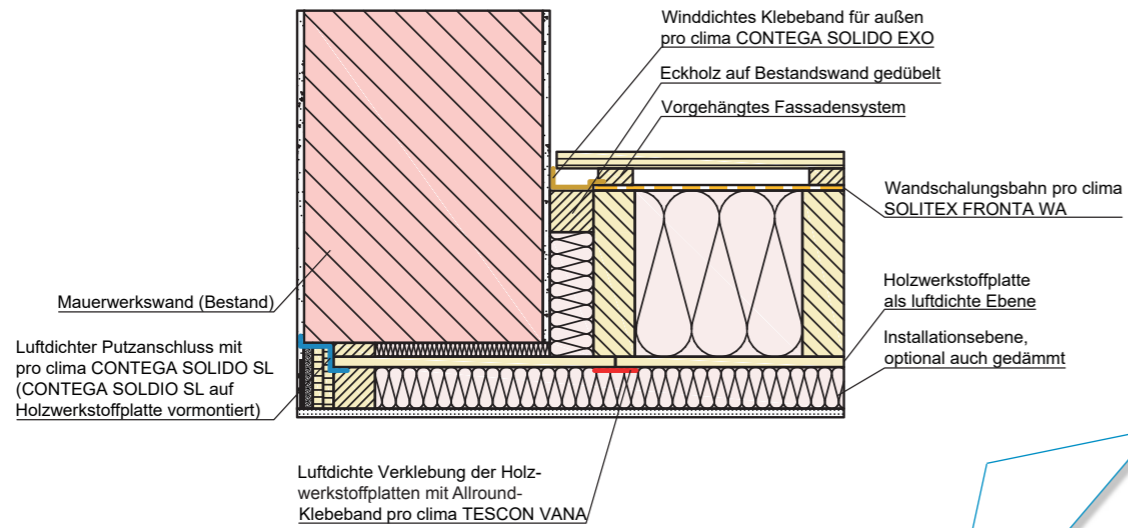 Winddichtes Klebeband für außen
pro clima CONTEGA SOLIDO EXO
Eckholz auf Bestandswand gedübelt
Vorgehängtes Fassadensystem
Wandschalungsbahn pro clima
SOLITEX FRONTA WA
Mauerwerkswand (Bestand)
Holzwerkstoffplatte
als luftdichte Ebene
Luftdichter Putzanschluss mit
pro clima CONTEGA SOLIDO SL
(CONTEGA SOLDIO SL auf
Holzwerkstoffplatte vormontiert)
Installationsebene,
optional auch gedämmt
Luftdichte Verklebung der Holz-
werkstoffplatten mit Allround-
Klebeband pro clima TESCON VANA